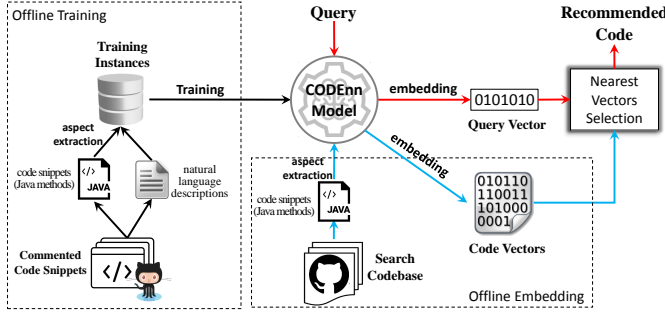 Offline Training
Training
Instances
aspect
extraction
code snippets
(Java methods)
</>
JAVA
natural
language
descriptions
Commented
Code Snippets
</>
Training
Query
CODEnn
Model
embedding
0101010
Query Vector
Recommended
Code
Nearest
Vectors
Selection
embedding
aspect
extraction
code snippets
(Java methods)
</>
JAVA
Search
Codebase
010110
110011
101000
0001
Code Vectors
Offline Embedding